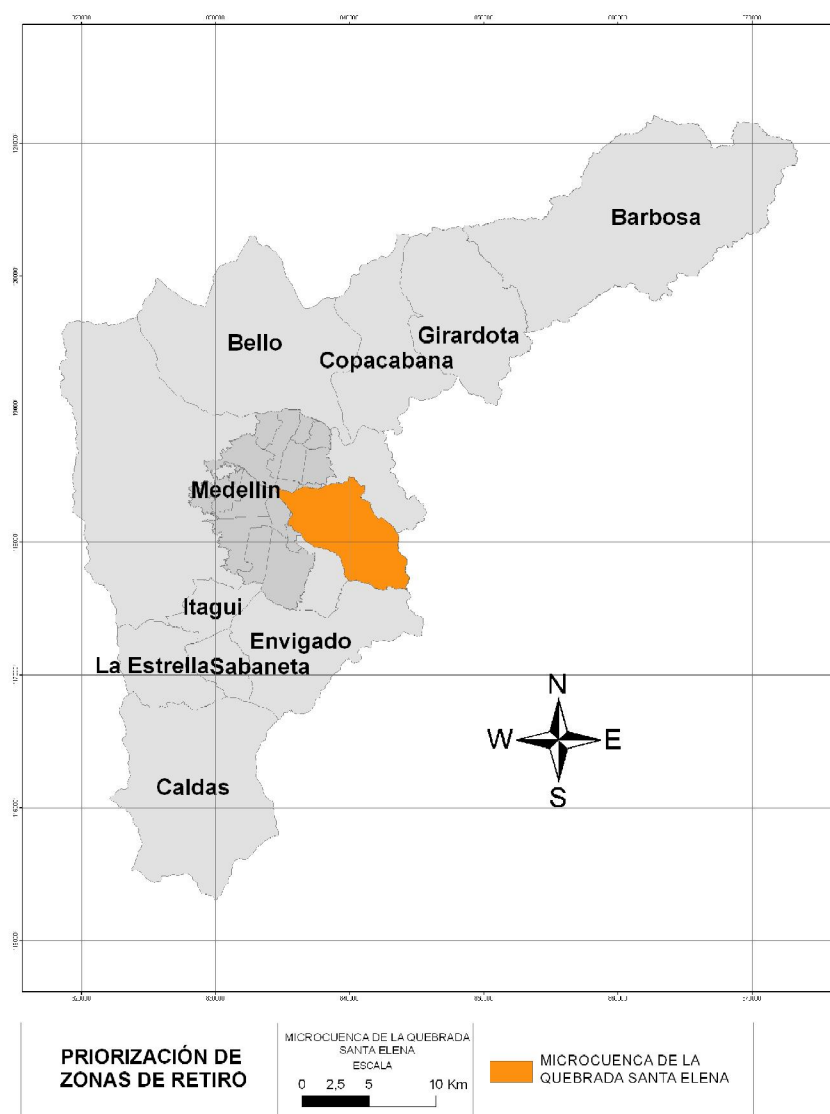 Barbosa
Girardota
Bello
Copacabana
Medellin
Itagui
Envigado
La Estrella
Sabaneta
Caldas
N
W E
S
PRIORIZACIÓN DE
ZONAS DE RETIRO
MICROCUENCA DE LA QUEBRADA
SANTA ELENA
ESCALA
0 2,5 5 10 Km
MICROCUENCA DE LA
QUEBRADA SANTA ELENA